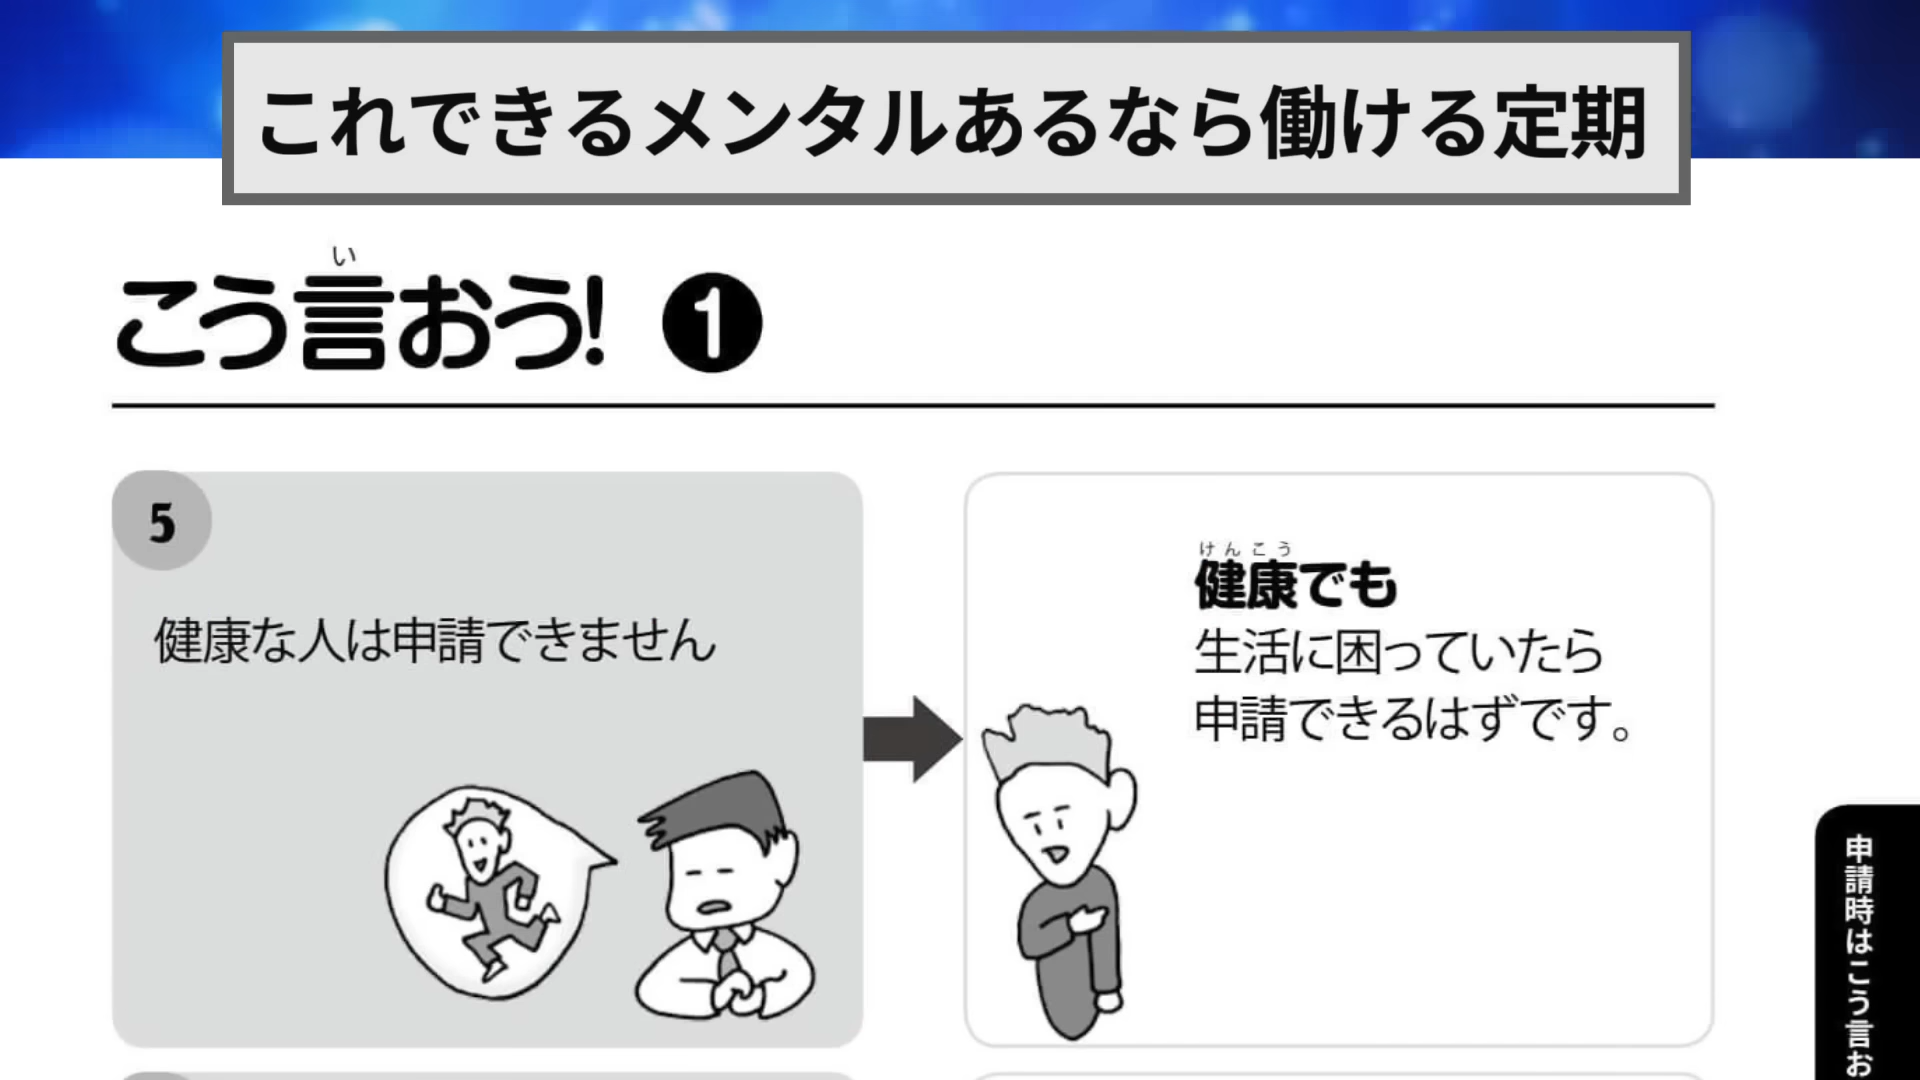 これできるメンタルあるなら働ける定期
い
こう言おう! ❶
5
健康な人は申請できません
けんこう
健康でも
生活に困っていたら
申請できるはずです。
申請時はこう言お